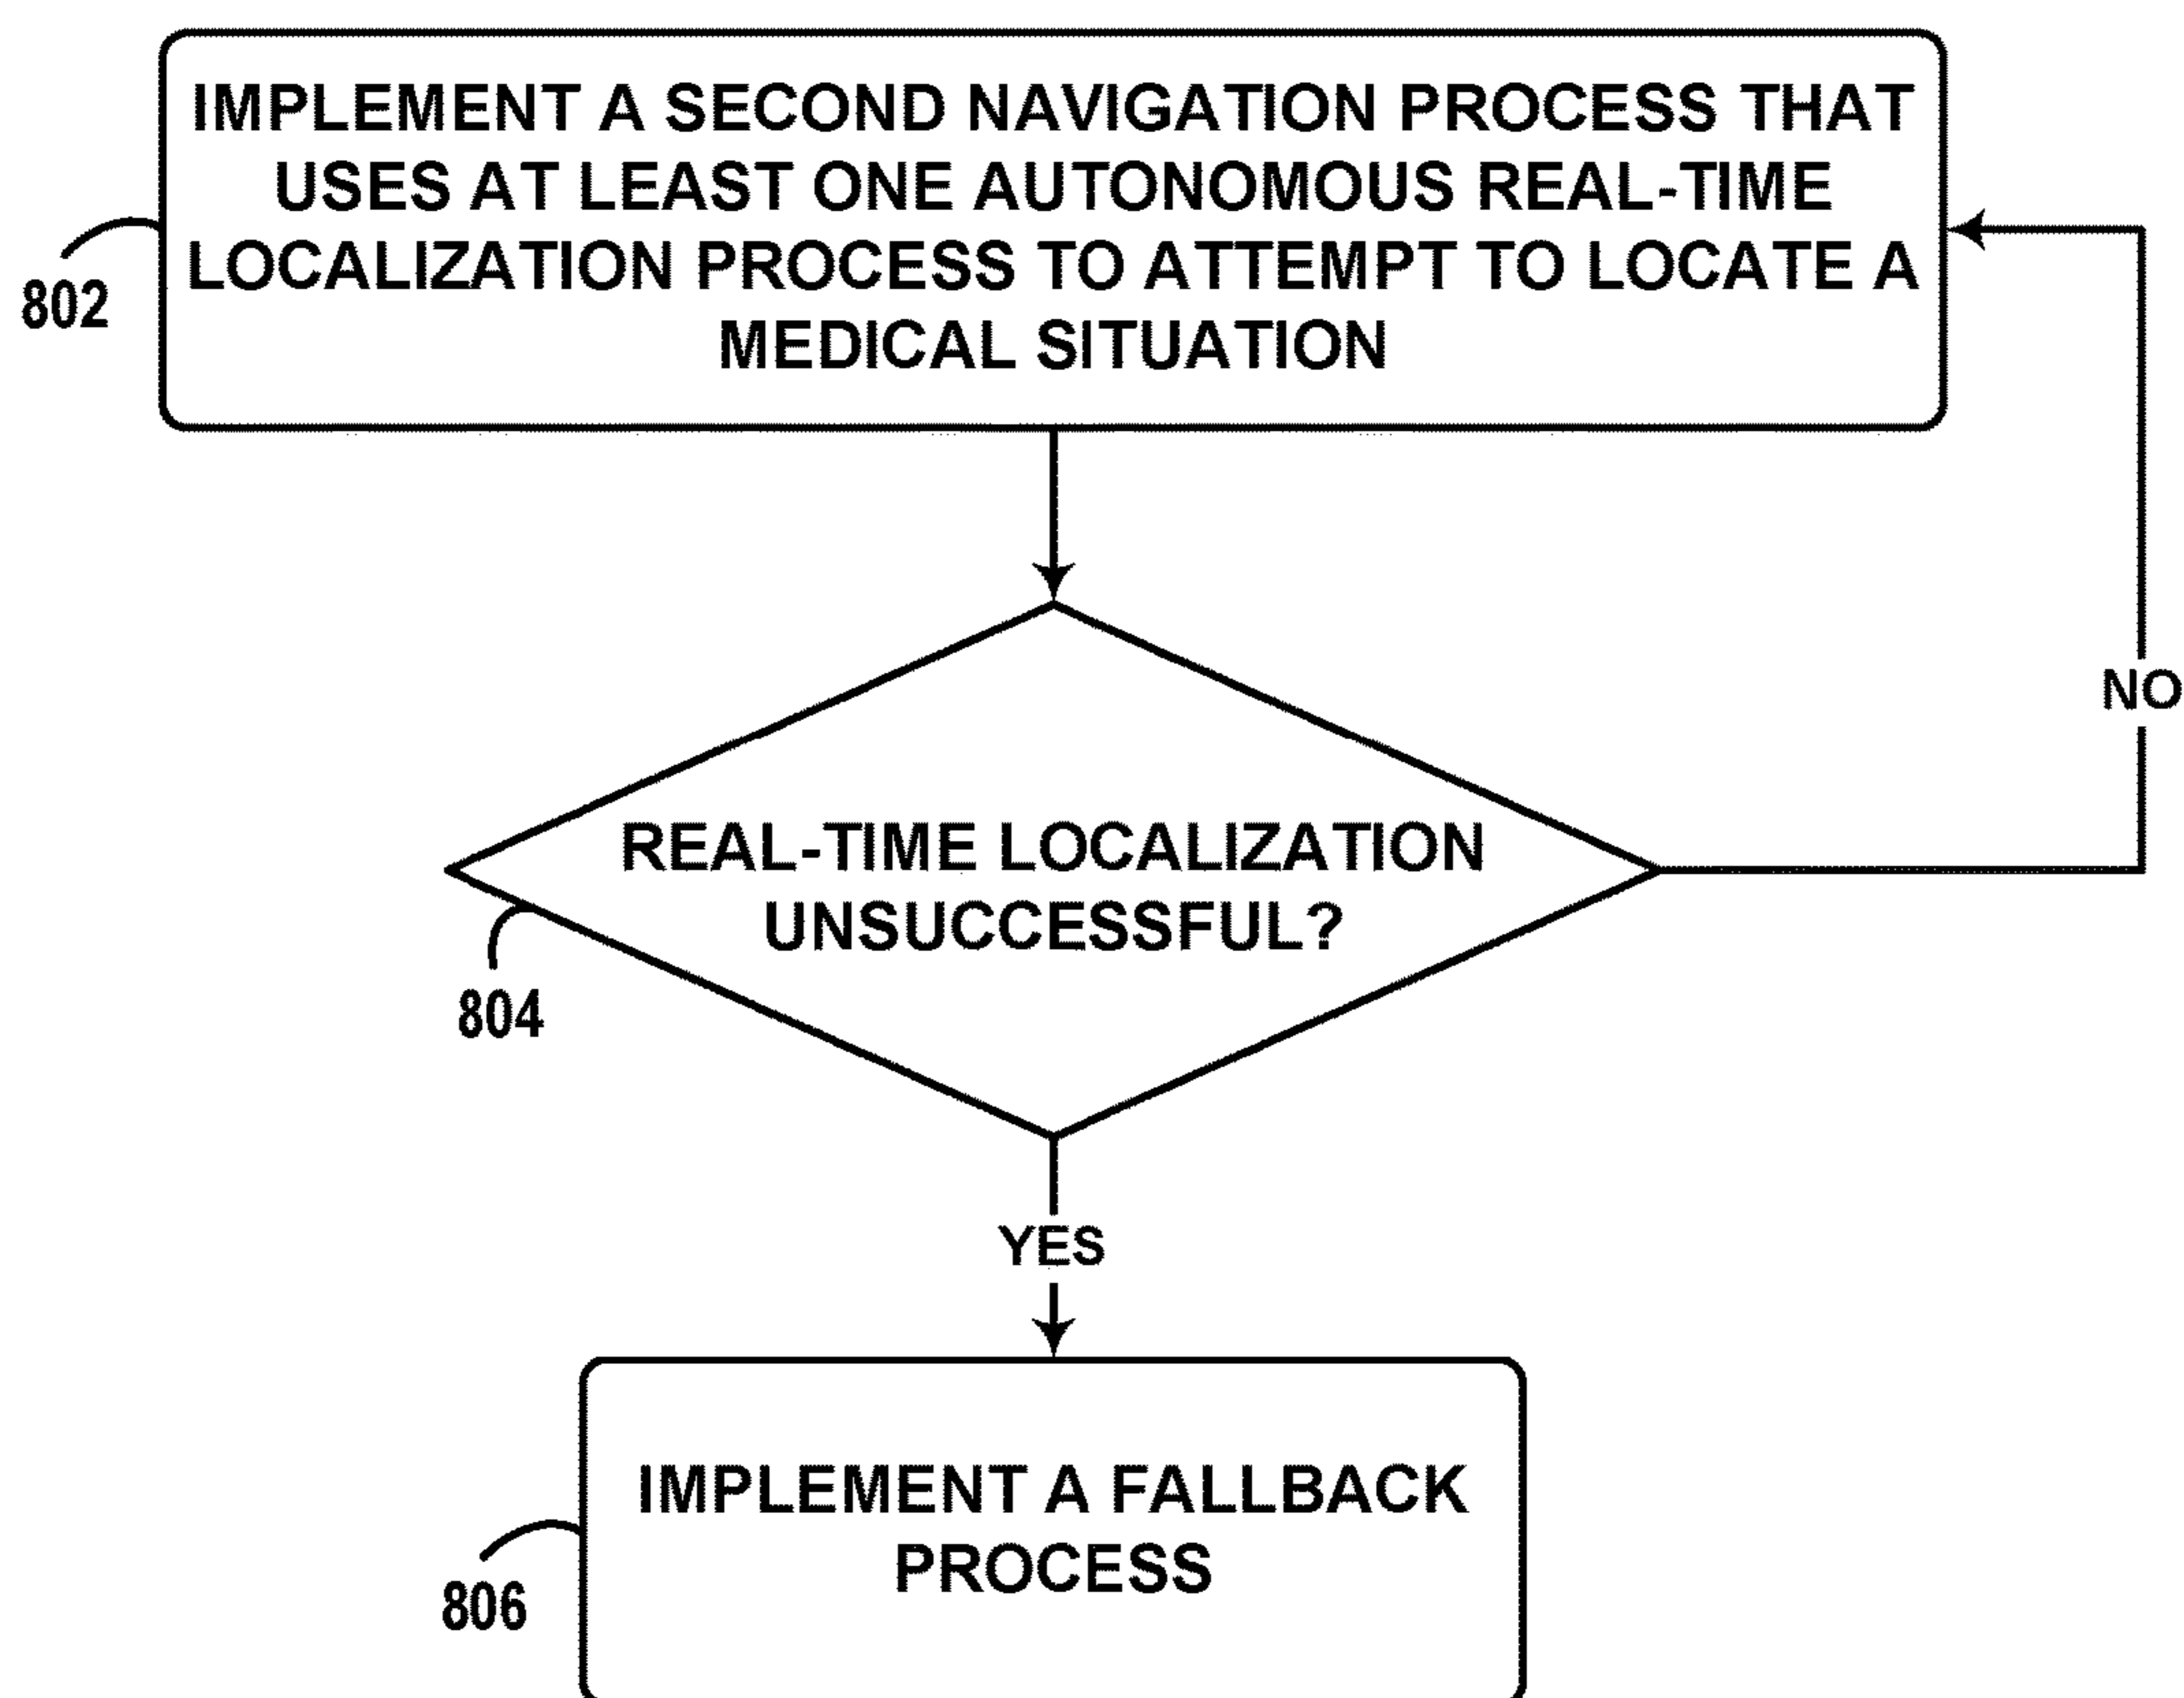 IMPLEMENT A SECOND NAVIGATION PROCESS THAT
USES AT LEAST ONE AUTONOMOUS REAL-TIME
LOCALIZATION PROCESS TO ATTEMPT TO LOCATE A
MEDICAL SITUATION
802
NO
REAL-TIME LOCALIZATION
UNSUCCESSFUL?
804
YES
IMPLEMENT A FALLBACK
PROCESS
806